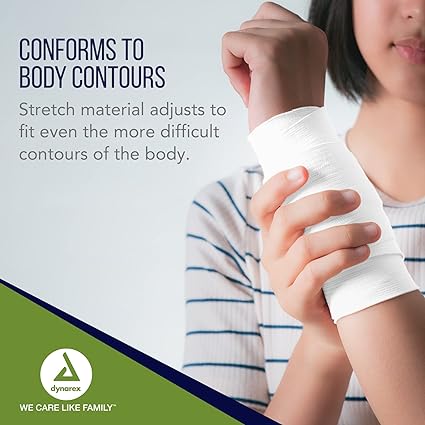 CONFORMS TO
BODY CONTOURS
Stretch material adjusts to
fit even the more difficult
contours of the body.
dynarex
WE CARE LIKE FAMILY™